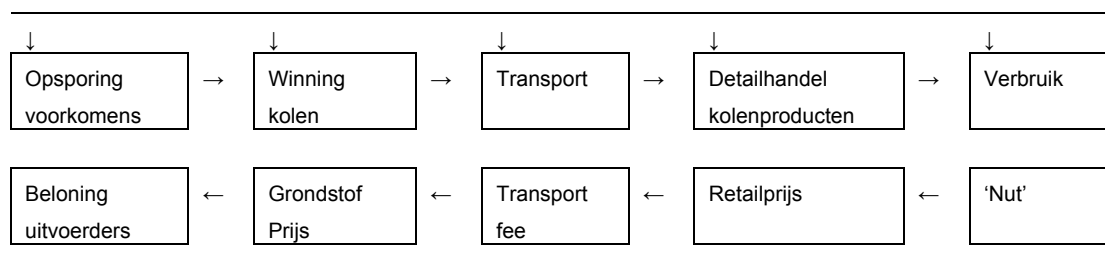 ↓ ↓ ↓ ↓ ↓
Opsporing → Winning → Transport → Detailhandel → Verbruik
voorkomens kolen kolenproducten
Beloning ← Grondstof ← Transport ← Retailprijs ← ‘Nut’
uitvoerders Prijs fee